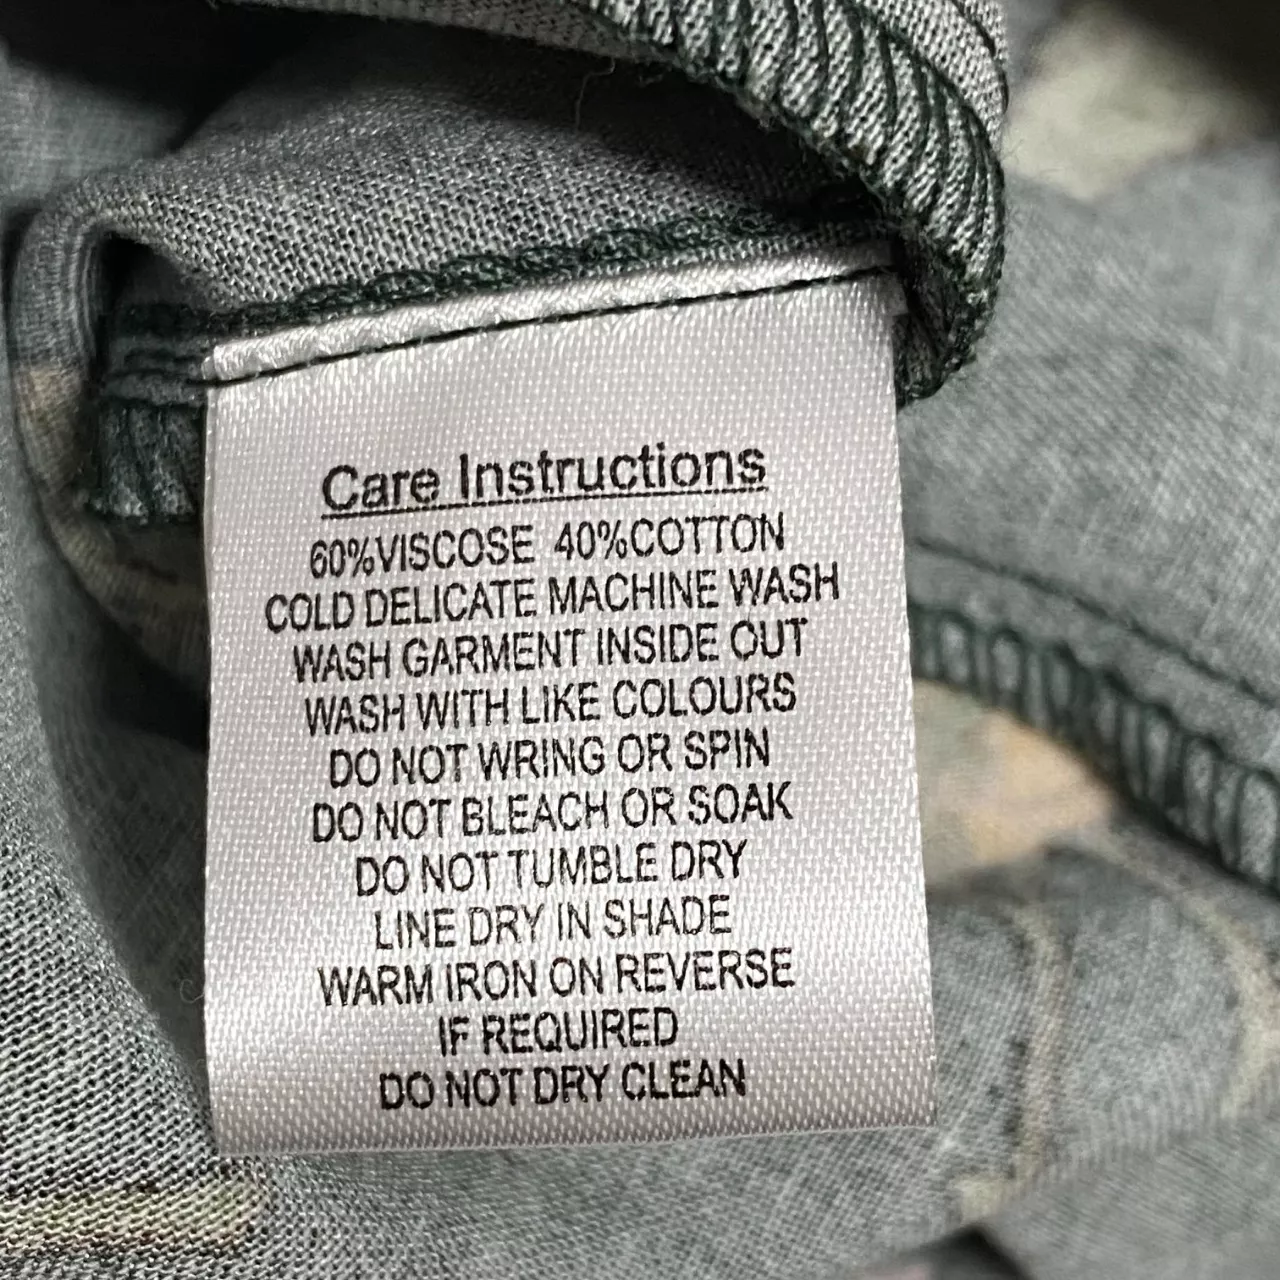 Care Instructions
60%VISCOSE 40%COTTON
COLD DELICATE MACHINE WASH
WASH GARMENT INSIDE OUT
WASH WITH LIKE COLOURS
DO NOT WRING OR SPIN
DO NOT BLEACH OR SOAK
DO NOT TUMBLE DRY
LINE DRY IN SHADE
WARM IRON ON REVERSE
IF REQUIRED
DO NOT DRY CLEAN